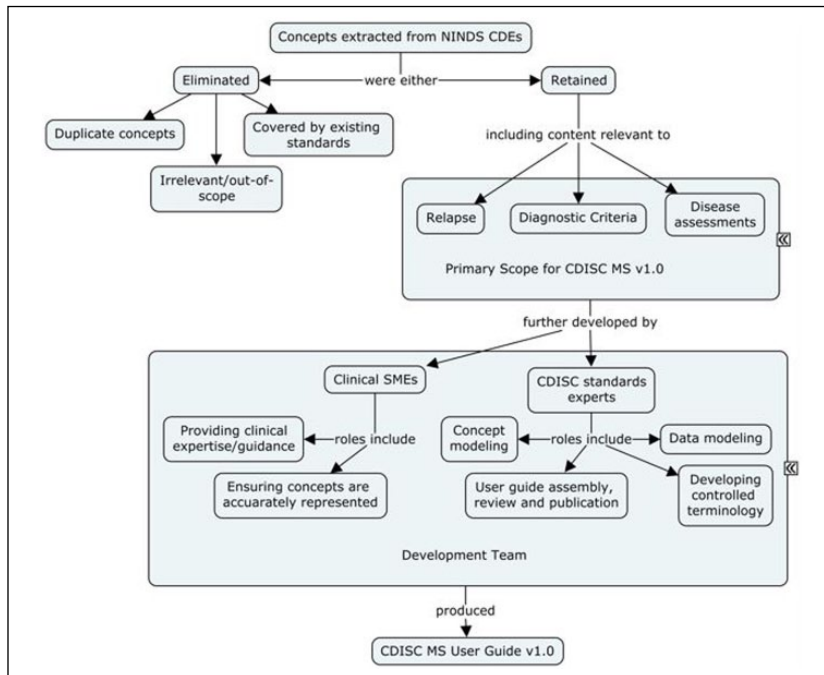 Concepts extracted from NINDS CDEs
Eliminated
were either
Retained
Duplicate concepts
Covered by existing
standards
Irrelevant/out-of-
scope
including content relevant to
Relapse
Diagnostic Criteria
Disease
assessments
Primary Scope for CDISC MS v1.0
further developed by
Clinical SMEs
CDISC standards
experts
Providing clinical
expertise/guidance
roles include
Ensuring concepts are
accuarately represented
Concept
modeling
roles include
Data modeling
User guide assembly,
review and publication
Developing
controlled
terminology
Development Team
produced
CDISC MS User Guide v1.0